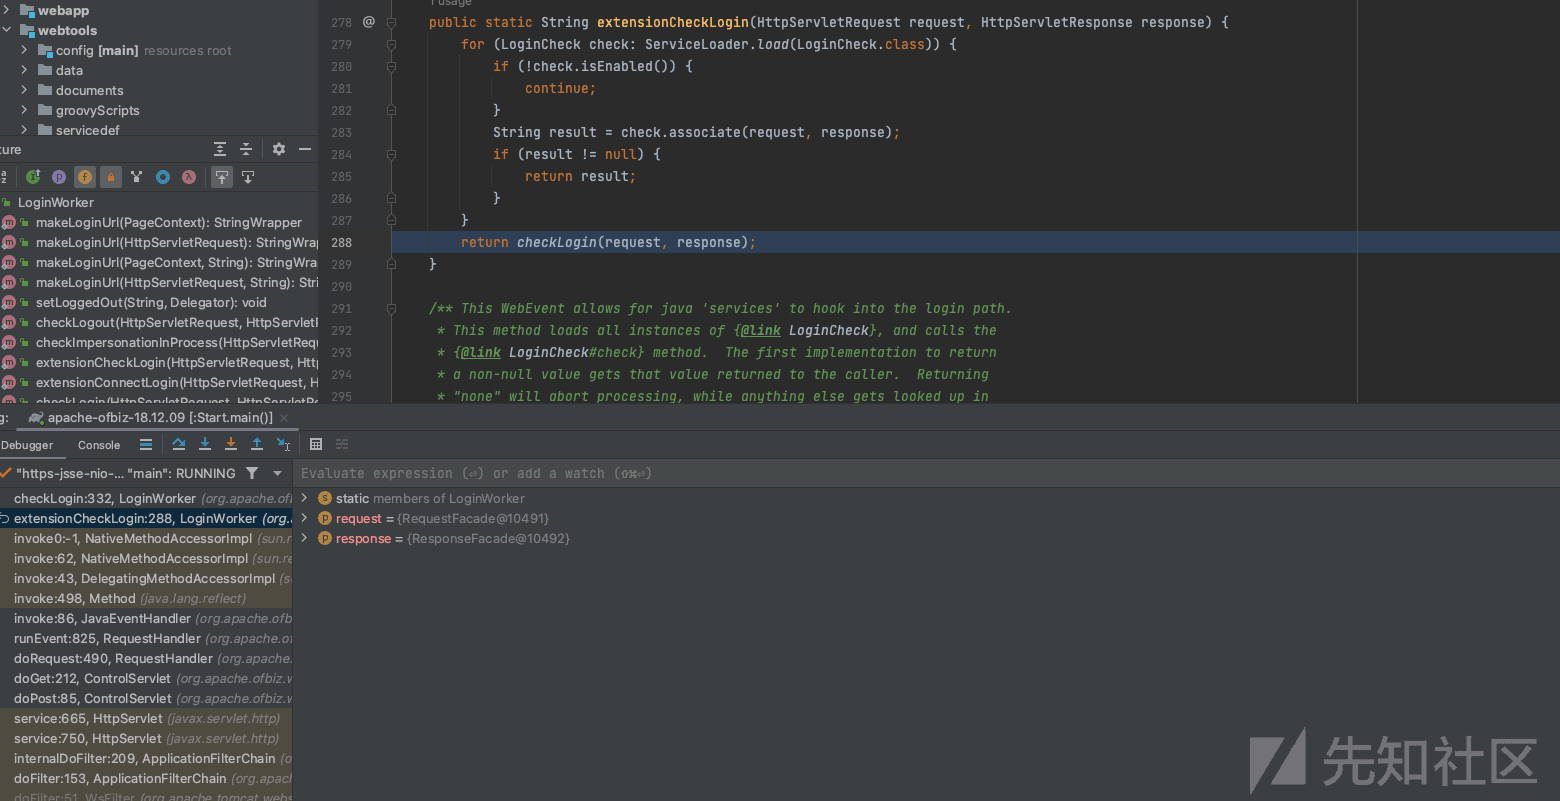 webapp
webtools
config [main] resources root
data
documents
groovyScripts
servicedef
ture
LoginWorker
makeLoginUrl(PageContext): StringWrapper
makeLoginUrl(HttpServletRequest): StringWrap
makeLoginUrl(PageContext, String): StringWra
makeLoginUrl(HttpServletRequest, String): Stri
setLoggedOut(String, Delegator): void
checkLogout(HttpServletRequest, HttpServletR
checkImpersonationInProcess(HttpServletRequ
extensionCheckLogin(HttpServletRequest, Http
extensionConnectLogin(HttpServletRequest, H
checkLogin(HttpServletRequest, HttpServletRe
1 usage
278 @ public static String extensionCheckLogin(HttpServletRequest request, HttpServletResponse response) {
279 for (LoginCheck check: ServiceLoader.load(LoginCheck.class)) {
280 if (!check.isEnabled()) {
281 continue;
282 }
283 String result = check.associate(request, response);
284 if (result != null) {
285 return result;
286 }
287 }
288 return checkLogin(request, response);
289 }
290
291 /** This WebEvent allows for java 'services' to hook into the login path.
292 * This method loads all instances of {@link LoginCheck}, and calls the
293 * {@link LoginCheck#check} method.  The first implementation to return
294 * a non-null value gets that value returned to the caller.  Returning
295 * "none" will abort processing, while anything else gets looked up in
g: apache-ofbiz-18.12.09 [:Start.main()]
Debugger Console
"https-jsse-nio-... "main": RUNNING
Evaluate expression (⏎) or add a watch (⇧⌘⏎)
checkLogin:332, LoginWorker (org.apache.ofl
extensionCheckLogin:288, LoginWorker (org.
invoke0:-1, NativeMethodAccessorImpl (sun.r
invoke:62, NativeMethodAccessorImpl (sun.re
invoke:43, DelegatingMethodAccessorImpl (s
invoke:498, Method (java.lang.reflect)
invoke:86, JavaEventHandler (org.apache.ofb
runEvent:825, RequestHandler (org.apache.of
doRequest:490, RequestHandler (org.apache.
doGet:212, ControlServlet (org.apache.ofbiz.w
doPost:85, ControlServlet (org.apache.ofbiz.w
service:665, HttpServlet (javax.servlet.http)
service:750, HttpServlet (javax.servlet.http)
internalDoFilter:209, ApplicationFilterChain (o
doFilter:153, ApplicationFilterChain (org.apac
doFilter:51, WsFilter (org.apache.tomcat.webs
static members of LoginWorker
request = {RequestFacade@10491}
response = {ResponseFacade@10492}
先知社区